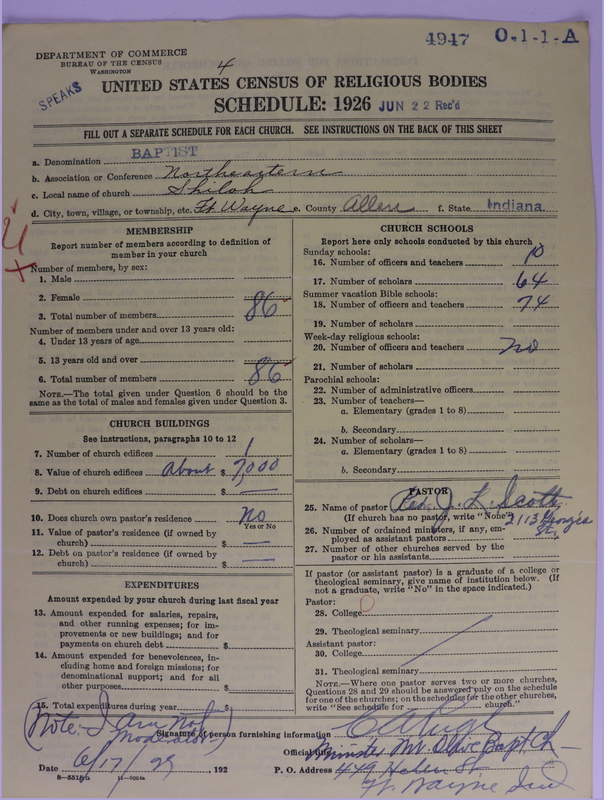 4947 O.-1-1-A
DEPARTMENT OF COMMERCE
BUREAU OF THE CENSUS
WASHINGTON
4
SPEAKS
UNITED STATES CENSUS OF RELIGIOUS BODIES
SCHEDULE: 1926 JUN 22 Rec'd
FILL OUT A SEPARATE SCHEDULE FOR EACH CHURCH. SEE INSTRUCTIONS ON THE BACK OF THIS SHEET
a. Denomination BAPTIST
b. Association or Conference Northeastern
c. Local name of church Shiloh
d. City, town, village, or township, etc. Ft Wayne e. County Allen f. State Indiana
MEMBERSHIP
Report number of members according to definition of
member in your church
Number of members, by sex:
1. Male
2. Female
3. Total number of members 86
Number of members under and over 13 years old:
4. Under 13 years of age
5. 13 years old and over
6. Total number of members 86
NOTE.—The total given under Question 6 should be
same as the total of males and females given under Question 3.
CHURCH BUILDINGS
See instructions, paragraphs 10 to 12
7. Number of church edifices 1
8. Value of church edifices about $ 7,000
9. Debt on church edifices $ —
10. Does church own pastor's residence No
Yes or No
11. Value of pastor's residence (if owned by
church) $ —
12. Debt on pastor's residence (if owned by
church) $ —
EXPENDITURES
Amount expended by your church during last fiscal year
13. Amount expended for salaries, repairs,
and other running expenses; for im-
provements or new buildings; and for
payments on church debt $
14. Amount expended for benevolences, in-
cluding home and foreign missions; for
denominational support; and for all
other purposes $
15. Total expenditures during year $
CHURCH SCHOOLS
Report here only schools conducted by this church
Sunday schools:
16. Number of officers and teachers 10
17. Number of scholars 64
Summer vacation Bible schools:
18. Number of officers and teachers 74
19. Number of scholars
Week-day religious schools:
20. Number of officers and teachers no
21. Number of scholars
Parochial schools:
22. Number of administrative officers
23. Number of teachers—
a. Elementary (grades 1 to 8)
b. Secondary
24. Number of scholars—
a. Elementary (grades 1 to 8)
b. Secondary
PASTOR
25. Name of pastor Rev. J. L. Scott
(If church has no pastor, write "None") 2113 Georgia
St,
26. Number of ordained ministers, if any, em-
ployed as assistant pastors
27. Number of other churches served by the
pastor or his assistants
If pastor (or assistant pastor) is a graduate of a college or
theological seminary, give name of institution below. (If
not a graduate, write "No" in the space indicated.)
Pastor:
28. College 0
29. Theological seminary
Assistant pastor:
30. College
31. Theological seminary
NOTE.—Where one pastor serves two or more churches,
Questions 28 and 29 should be answered only on the schedule
for one of the churches; on the schedules for the other churches,
write "See schedule for church."
(Note: I am not
moderator)
Signature of person furnishing information
Official title Minister Mt Olive Bapt Ch
Date 6/17/29, 192 P. O. Address 449 St
Ft Wayne Ind